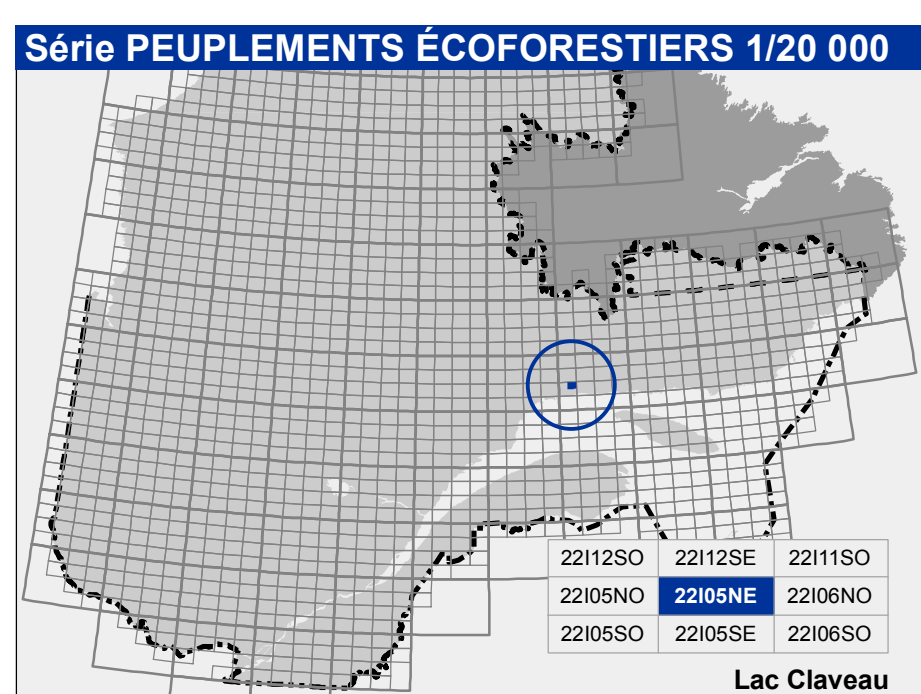 Série PEUPLEMENTS ÉCOFORESTIERS 1/20 000
22I12SO 22I12SE 22I11SO
22I05NO 22I05NE 22I06NO
22I05SO 22I05SE 22I06SO
Lac Claveau